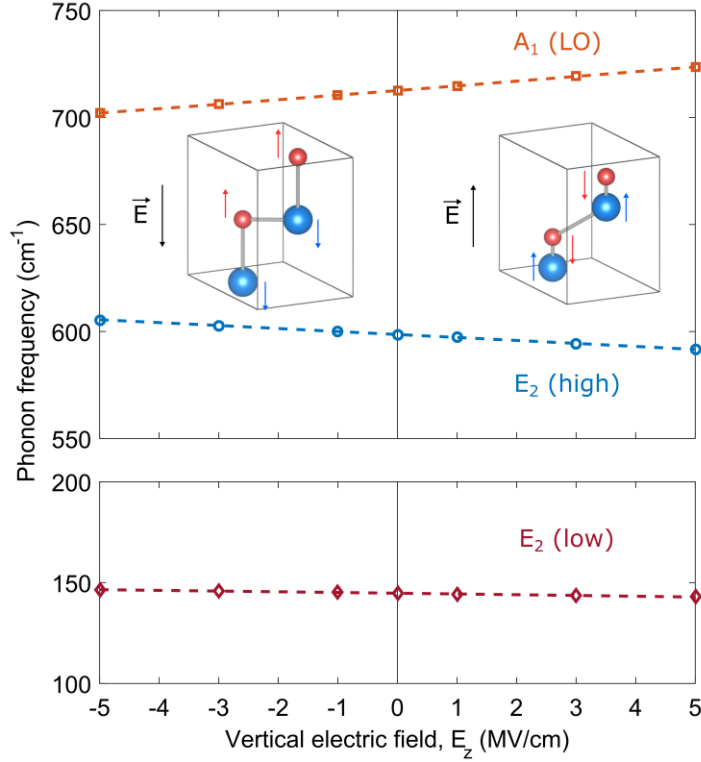 750
A₁ (LO)
700
E⃗
E⃗
650
600
E₂ (high)
550
Phonon frequency (cm⁻¹)
200
E₂ (low)
150
100
-5 -4 -3 -2 -1 0 1 2 3 4 5
Vertical electric field, E_z (MV/cm)